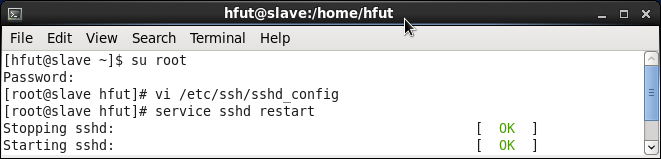 hfut@slave:/home/hfut
File Edit View Search Terminal Help
[hfut@slave ~]$ su root
Password:
[root@slave hfut]# vi /etc/ssh/sshd_config
[root@slave hfut]# service sshd restart
Stopping sshd: [ OK ]
Starting sshd: [ OK ]